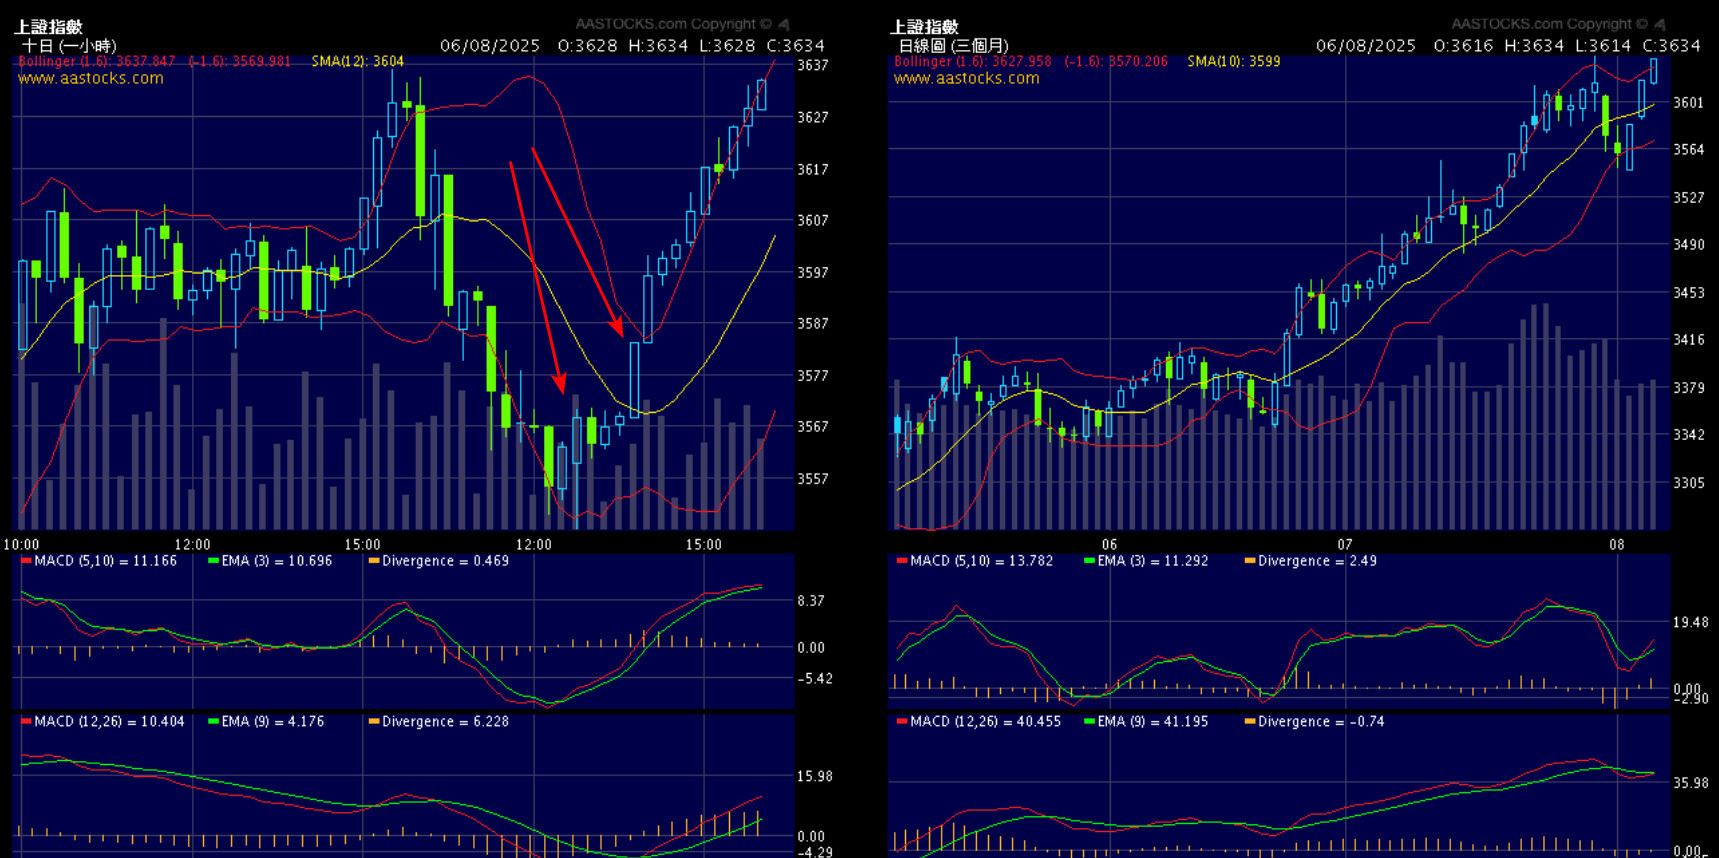 AASTOCKS.com Copyright ©
上證指數
十日 (一小時)
06/08/2025 O:3628 H:3634 L:3628 C:3634
Bollinger (1.6): 3637.847 (-1.6): 3569.981 SMA(12): 3604
www.aastocks.com
3637
3627
3617
3607
3597
3587
3577
3567
3557
10:00 12:00 15:00 12:00 15:00
MACD (5,10) = 11.166 EMA (3) = 10.696 Divergence = 0.469
8.37
0.00
-5.42
MACD (12,26) = 10.404 EMA (9) = 4.176 Divergence = 6.228
15.98
0.00
-4.29
AASTOCKS.com Copyright ©
上證指數
日線圖 (三個月)
06/08/2025 O:3616 H:3634 L:3614 C:3634
Bollinger (1.6): 3627.958 (-1.6): 3570.206 SMA(10): 3599
www.aastocks.com
3601
3564
3527
3490
3453
3416
3379
3342
3305
06 07 08
MACD (5,10) = 13.782 EMA (3) = 11.292 Divergence = 2.49
19.48
0.00
-2.90
MACD (12,26) = 40.455 EMA (9) = 41.195 Divergence = -0.74
35.98
0.00